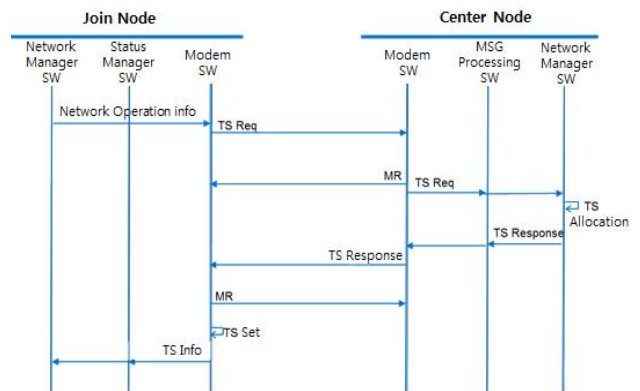 Join Node
Center Node
Network
Manager
SW
Status
Manager
SW
Modem
SW
Modem
SW
MSG
Processing
SW
Network
Manager
SW
Network Operation info
TS Req
MR
TS Req
TS
Allocation
TS Response
TS Response
MR
TS Set
TS Info